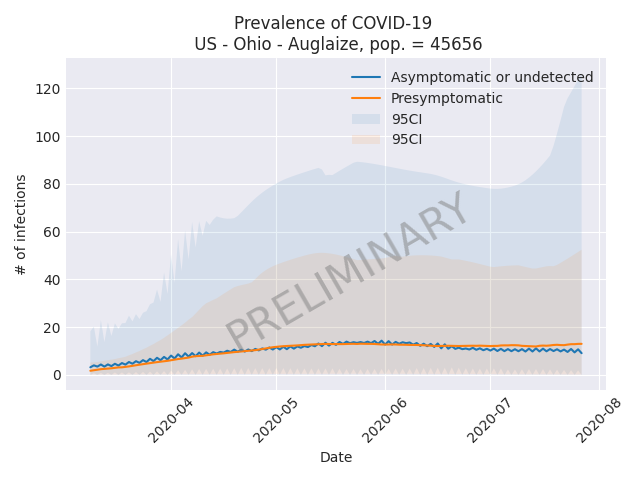 Prevalence of COVID-19
US - Ohio - Auglaize, pop. = 45656
Asymptomatic or undetected
Presymptomatic
95CI
95CI
120
100
80
60
40
20
0
# of infections
PRELIMINARY
2020-04
2020-05
2020-06
2020-07
2020-08
Date